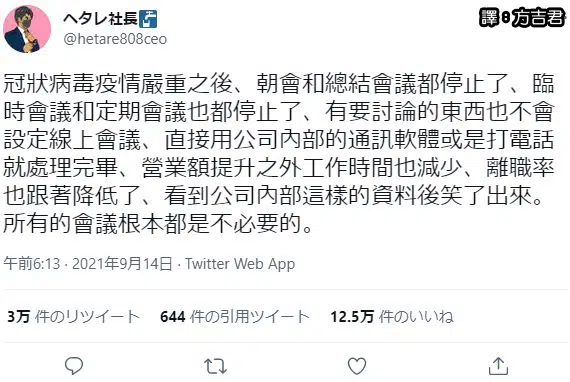 ヘタレ社長🚰
譯●方吉君
@hetare808ceo
冠狀病毒疫情嚴重之後、朝會和總結會議都停止了、臨
時會議和定期會議也都停止了、有要討論的東西也不會
設定線上會議、直接用公司內部的通訊軟體或是打電話
就處理完畢、營業額提升之外工作時間也減少、離職率
也跟著降低了、看到公司內部這樣的資料後笑了出來。
所有的會議根本都是不必要的。
午前6:13 · 2021年9月14日 · Twitter Web App
3万 件のリツイート 644 件の引用ツイート 12.5万 件のいいね